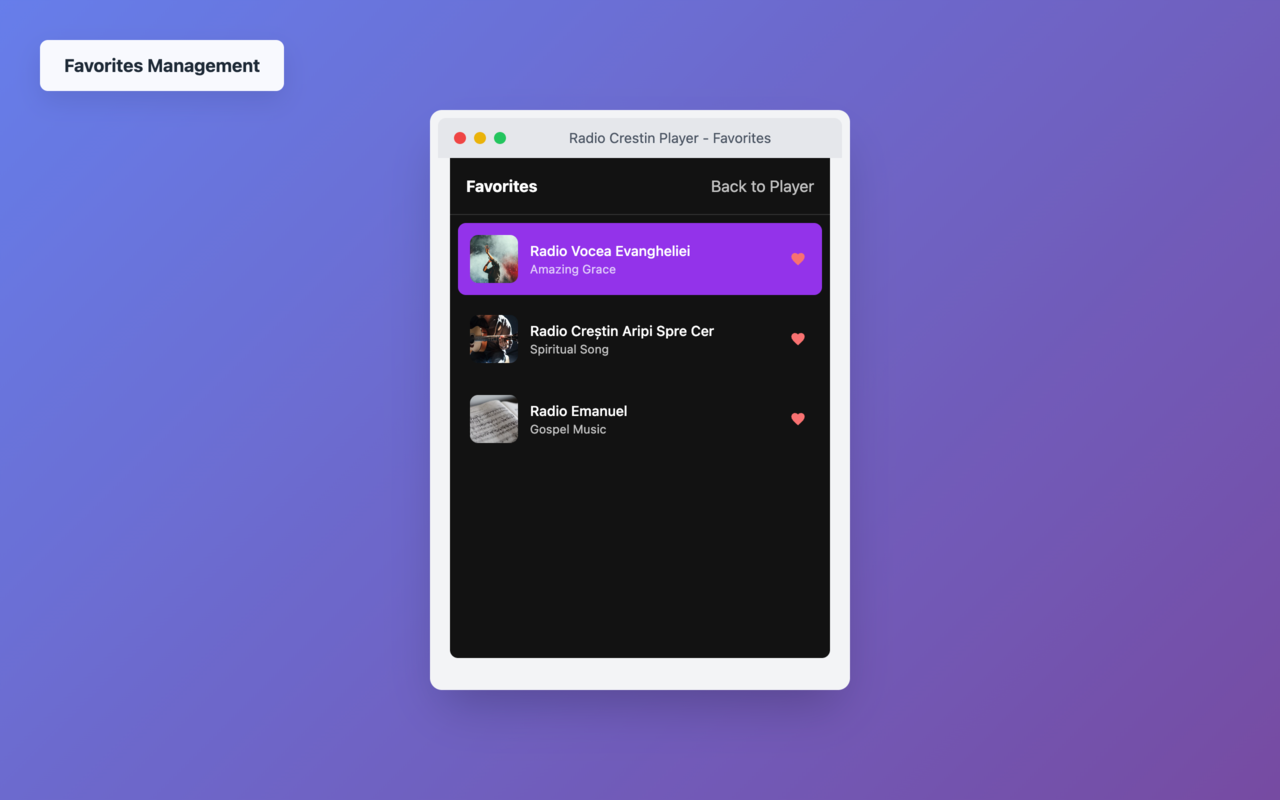 Favorites Management
Radio Crestin Player - Favorites
Favorites
Back to Player
Radio Vocea Evangheliei
Amazing Grace
Radio Creștin Aripi Spre Cer
Spiritual Song
Radio Emanuel
Gospel Music